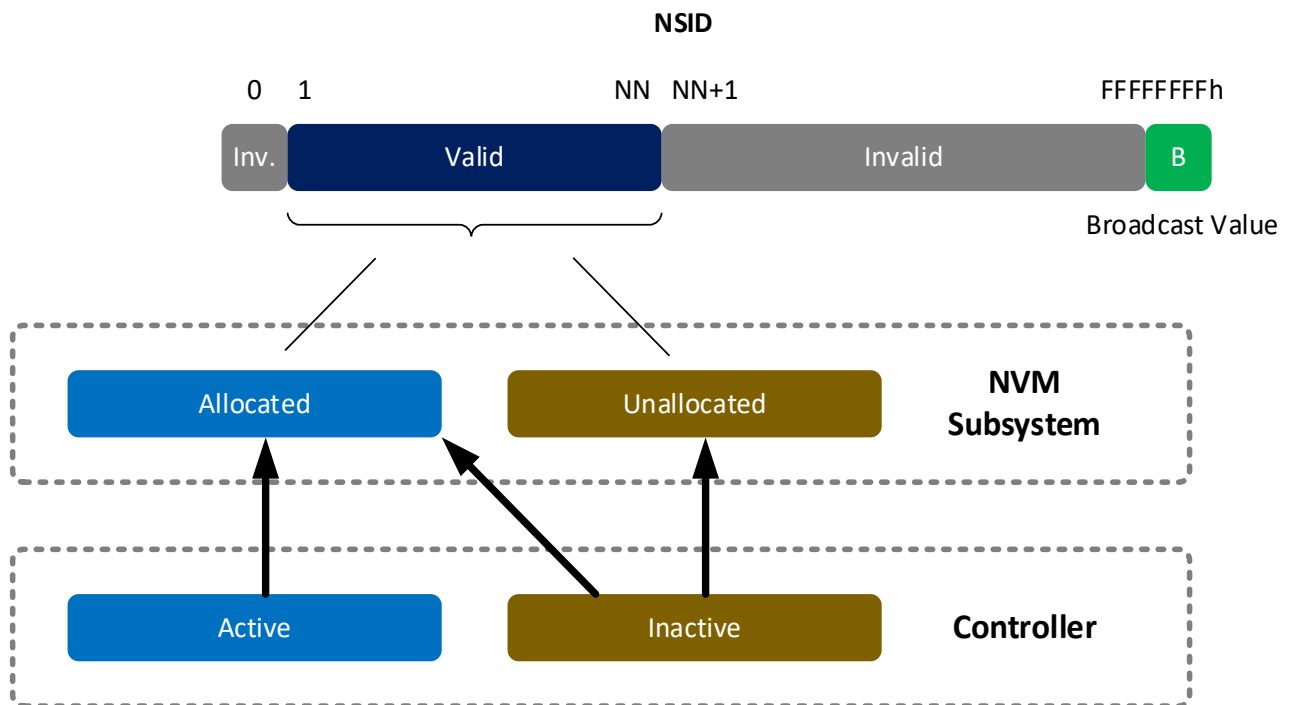 NSID
0 1 NN NN+1 FFFFFFFFh
Inv. Valid Invalid B
Broadcast Value
Allocated Unallocated NVM
Subsystem
Active Inactive Controller